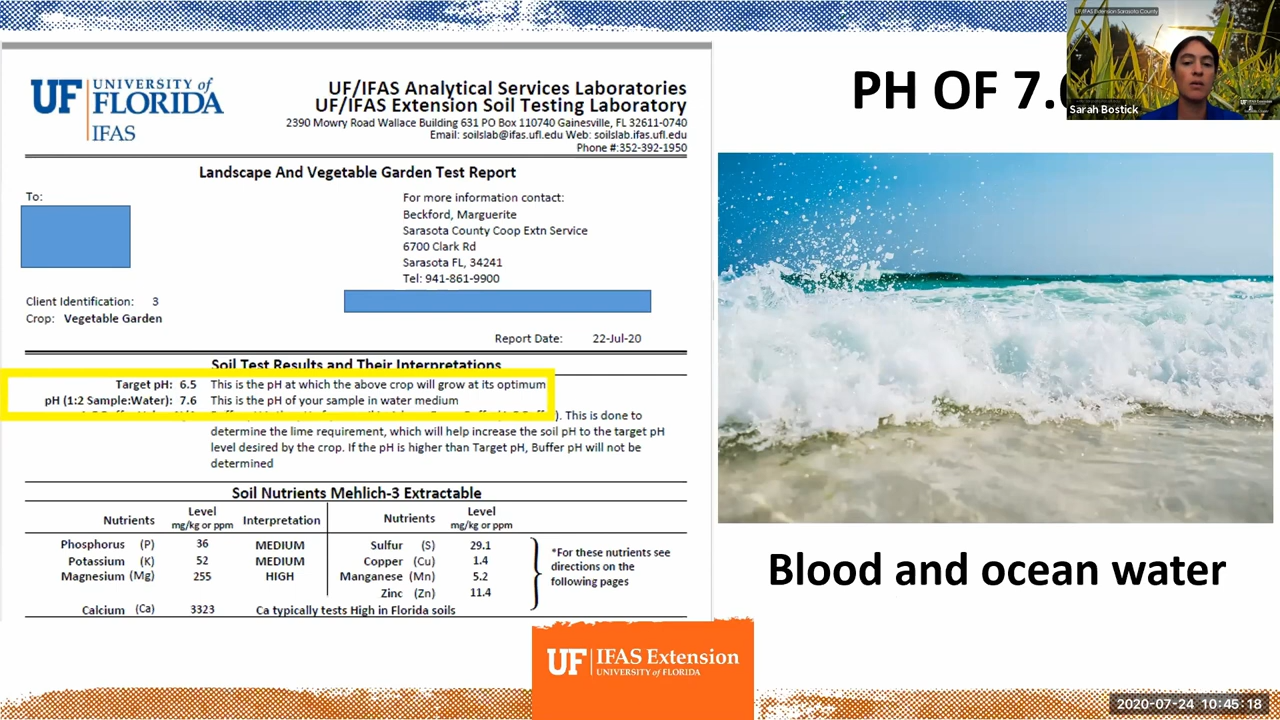 UF/IFAS Extension Sarasota County
Sarah Bostick
UF IFAS Extension
PH OF 7.
UF UNIVERSITY of
FLORIDA
IFAS
UF/IFAS Analytical Services Laboratories
UF/IFAS Extension Soil Testing Laboratory
2390 Mowry Road Wallace Building 631 PO Box 110740 Gainesville, FL 32611-0740
Email: soilslab@ifas.ufl.edu Web: soilslab.ifas.ufl.edu
Phone #:352-392-1950
Landscape And Vegetable Garden Test Report
To:
For more information contact:
Beckford, Marguerite
Sarasota County Coop Extn Service
6700 Clark Rd
Sarasota FL, 34241
Tel: 941-861-9900
Client Identification: 3
Crop: Vegetable Garden
Report Date: 22-Jul-20
Soil Test Results and Their Interpretations
Target pH: 6.5 This is the pH at which the above crop will grow at its optimum
pH (1:2 Sample:Water): 7.6 This is the pH of your sample in water medium
. This is done to
determine the lime requirement, which will help increase the soil pH to the target pH
level desired by the crop. If the pH is higher than Target pH, Buffer pH will not be
determined
Soil Nutrients Mehlich-3 Extractable
Nutrients Level mg/kg or ppm Interpretation Nutrients Level mg/kg or ppm
Phosphorus (P) 36 MEDIUM Sulfur (S) 29.1
Potassium (K) 52 MEDIUM Copper (Cu) 1.4
Magnesium (Mg) 255 HIGH Manganese (Mn) 5.2
Zinc (Zn) 11.4
*For these nutrients see
directions on the
following pages
Calcium (Ca) 3323 Ca typically tests High in Florida soils
Blood and ocean water
UF IFAS Extension
UNIVERSITY of FLORIDA
2020-07-24 10:45:18